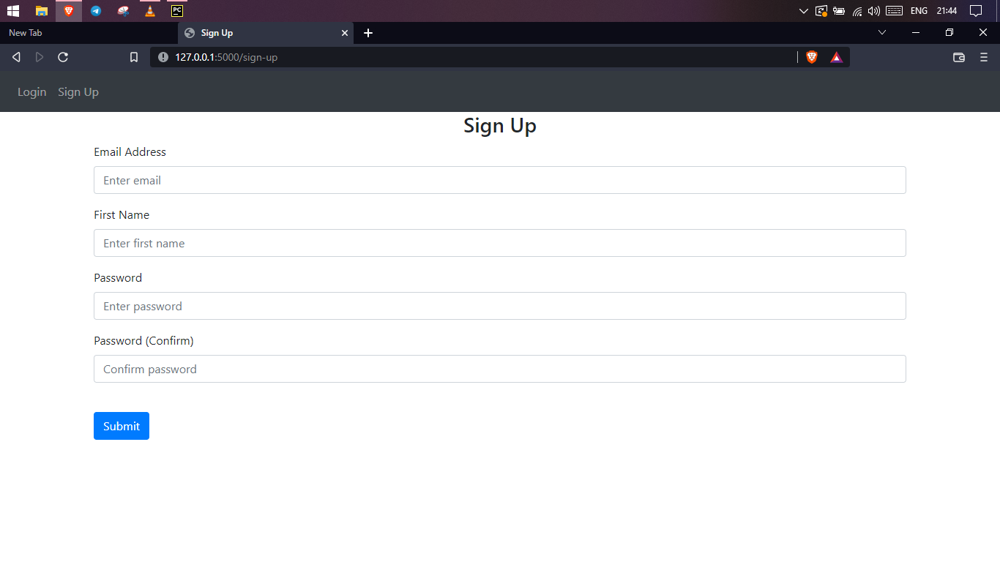 PC
ENG 21:44
New Tab
Sign Up
127.0.0.1:5000/sign-up
Login Sign Up
Sign Up
Email Address
Enter email
First Name
Enter first name
Password
Enter password
Password (Confirm)
Confirm password
Submit